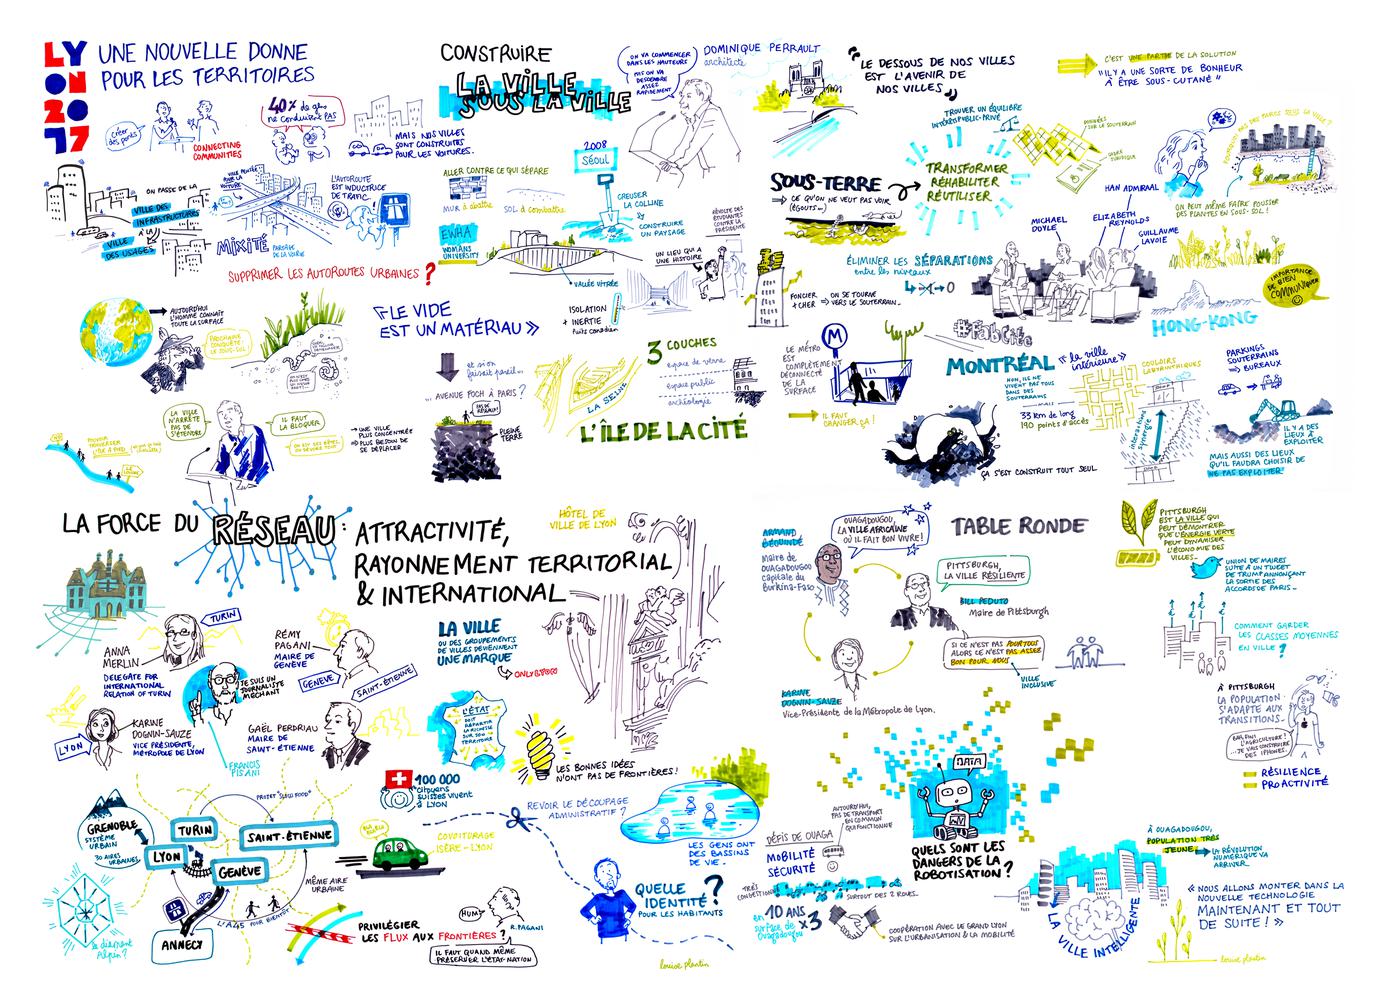 LYON 2017
UNE NOUVELLE DONNE
POUR LES TERRITOIRES
Créer des ponts
CONNECTING
COMMUNITIES
40% de gens
ne conduisent PAS
MAIS NOS VILLES
SONT CONSTRUITES
POUR LES VOITURES.
ON PASSE DE LA
VILLE DES
INFRASTRUCTURES
À LA
VILLE
DES USAGES
VILLE PENSÉE
POUR LA
VOITURE
MIXITÉ
PARTAGE
DE LA VOIRIE
L'AUTOROUTE
EST INDUCTRICE
DE TRAFIC.
SUPPRIMER LES AUTOROUTES URBAINES ?
AUJOURD'HUI
L'HOMME CONNAÎT
TOUTE LA SURFACE
PROCHAINE
CONQUÊTE:
LE SOUS-SOL!
LA VILLE
N'ARRÊTE
PAS DE
S'ÉTENDRE
IL FAUT
LA BLOQUER
→ UNE VILLE
PLUS CONCENTRÉE
→ PLUS BESOIN DE
SE DÉPLACER
POUVOIR
TRAVERSER
À PIED
CONSTRUIRE
LA VILLE
SOUS LA VILLE
ON VA COMMENCER
DANS LES HAUTEURS
MAIS ON VA
DESCENDRE
ASSEZ
RAPIDEMENT
DOMINIQUE PERRAULT
architecte
ALLER CONTRE CE QUI SÉPARE
MUR à abattre
SOL à combattre
2008
Séoul
CREUSER
LA COLLINE
CONSTRUIRE
UN PAYSAGE
EWHA
WOMANS
UNIVERSITY
VALLÉE VITRÉE
ISOLATION
+ INERTIE
Puits canadien
UN LIEU QUI A
UNE HISTOIRE
RÉVOLTE DES
ÉTUDIANTES
CONTRE LA
PRÉSIDENTE
« LE VIDE
EST UN MATÉRIAU »
et si on
faisait pareil...
... AVENUE FOCH À PARIS ?
PLEINE
TERRE
LA SEINE
3 COUCHES
espace de verre
espace public
archéologie
L'ÎLE DE LA CITÉ
"LE DESSOUS DE NOS VILLES
EST L'AVENIR DE
NOS VILLES"
SOUS-TERRE
→ CE QU'ON NE VEUT PAS VOIR
(ÉGOUTS...)
TROUVER UN ÉQUILIBRE
INTÉRÊT PUBLIC-PRIVÉ
TRANSFORMER
RÉHABILITER
RÉUTILISER
DONNÉES
SUR LE SOUTERRAIN
CADRE
JURIDIQUE
C'EST UNE PARTIE DE LA SOLUTION
"IL Y A UNE SORTE DE BONHEUR
À ÊTRE SOUS-CUTANÉ"
POURQUOI PAS DES PARCS SOUS LA VILLE ?
ON PEUT MÊME FAIRE POUSSER
DES PLANTES EN SOUS-SOL !
HAN ADMIRAAL
MICHAEL
DOYLE
ELIZABETH
REYNOLDS
GUILLAUME
LAVOIE
ÉLIMINER LES SÉPARATIONS
entre les niveaux
FONCIER
+ CHER
→ ON SE TOURNE
VERS LE SOUTERRAIN...
M
LE MÉTRO
EST
COMPLÈTEMENT
DÉCONNECTÉ
DE LA
SURFACE
→ IL FAUT
CHANGER ÇA !
#FabCité
IMPORTANCE
DE BIEN
COMMUNIQUER
HONG-KONG
MONTRÉAL
« la ville
intérieure »
NON, ILS NE
VIVENT PAS TOUS
DANS DES
SOUTERRAINS
33 km de long
190 points d'accès
COULOIRS
LABYRINTHIQUES
interactions
synergie
PARKINGS
SOUTERRAINS
→ BUREAUX
IL Y A DES
LIEUX À
EXPLOITER
MAIS AUSSI DES LIEUX
QU'IL FAUDRA CHOISIR DE
NE PAS EXPLOITER
ÇA S'EST CONSTRUIT TOUT SEUL
LA FORCE DU RÉSEAU :
ATTRACTIVITÉ,
RAYONNEMENT TERRITORIAL
& INTERNATIONAL
HÔTEL DE
VILLE DE LYON
TURIN
ANNA
MERLIN
DELEGATE FOR
INTERNATIONAL
RELATION OF TURIN
RÉMY
PAGANI
MAIRE DE
GENÈVE
GENÈVE
SAINT-ÉTIENNE
JE SUIS UN
JOURNALISTE
MÉCHANT
LYON
KARINE
DOGNIN-SAUZE
VICE PRÉSIDENTE,
MÉTROPOLE DE LYON
GAËL PERDRIAU
MAIRE DE
SAINT-ÉTIENNE
FRANCIS
PISANI
LA VILLE
OU DES GROUPEMENTS
DE VILLES DEVIENNENT
UNE MARQUE
→ ONLYLYON
L'ÉTAT
DOIT
RÉPARTIR
LA RICHESSE
SUR SON
TERRITOIRE
LES BONNES IDÉES
N'ONT PAS DE FRONTIÈRES !
400 000
citoyens
suisses vivent
à LYON
PROJET "SLOW FOOD"
GRENOBLE
SYSTÈME
URBAIN
30 AIRES
URBAINES
TURIN
LYON
SAINT-ÉTIENNE
GENÈVE
ANNECY
MÊME AIRE
URBAINE
L'A45 POUR BIENTÔT
le diamant
Alpin ?
BLA, BLA
COVOITURAGE
ISÈRE - LYON
REVOIR LE DÉCOUPAGE
ADMINISTRATIF ?
LES GENS ONT
DES BASSINS
DE VIE.
QUELLE
IDENTITÉ ?
POUR LES HABITANTS
PRIVILÉGIER
LES FLUX AUX FRONTIÈRES ?
HUM
R. PAGANI
IL FAUT QUAND MÊME
PRÉSERVER L'ÉTAT-NATION
louise plantin
TABLE RONDE
ARMAND
BÉOUINDÉ
Maire de
OUAGADOUGOU
capitale du
Burkina-Faso
OUAGADOUGOU,
LA VILLE AFRICAINE
OÙ IL FAIT BON VIVRE !
PITTSBURGH,
LA VILLE RÉSILIENTE
BILL PEDUTO
Maire de Pittsburgh
SI CE N'EST PAS POUR TOUS
ALORS CE N'EST PAS ASSEZ
BON POUR NOUS
VILLE
INCLUSIVE
KARINE
DOGNIN-SAUZE
Vice-Présidente de la Métropole de Lyon.
PITTSBURGH
EST LA VILLE QUI
PEUT DÉMONTRER
QUE L'ÉNERGIE VERTE
PEUT DYNAMISER
L'ÉCONOMIE DES
VILLES...
UNION DE MAIRES
SUITE À UN TWEET
DE TRUMP ANNONÇANT
LA SORTIE DES
ACCORDS DE PARIS...
COMMENT GARDER
LES CLASSES MOYENNES
EN VILLE ?
À PITTSBURGH
LA POPULATION
S'ADAPTE AUX
TRANSITIONS...
BAH FINI
L'AGRICULTURE !
... JE VAIS CONSTRUIRE
DES IPHONES.
RÉSILIENCE
PROACTIVITÉ
DATA
QUELS SONT LES
DANGERS DE LA
ROBOTISATION ?
AUJOURD'HUI,
PAS DE TRANSPORT
EN COMMUN
QUI FONCTIONNE
DÉFIS DE OUAGA
MOBILITÉ
SÉCURITÉ
TRÈS
CONGESTIONNÉ
SURTOUT DES 2 ROUES..
EN 10 ANS
surface de
Ouagadougou
x3
COOPÉRATION AVEC LE GRAND LYON
SUR L'URBANISATION & LA MOBILITÉ
LA VILLE INTELLIGENTE
À OUAGADOUGOU,
POPULATION TRÈS
JEUNE
→ LA RÉVOLUTION
NUMÉRIQUE VA
ARRIVER
« NOUS ALLONS MONTER DANS LA
NOUVELLE TECHNOLOGIE
MAINTENANT ET TOUT
DE SUITE ! »
louise plantin